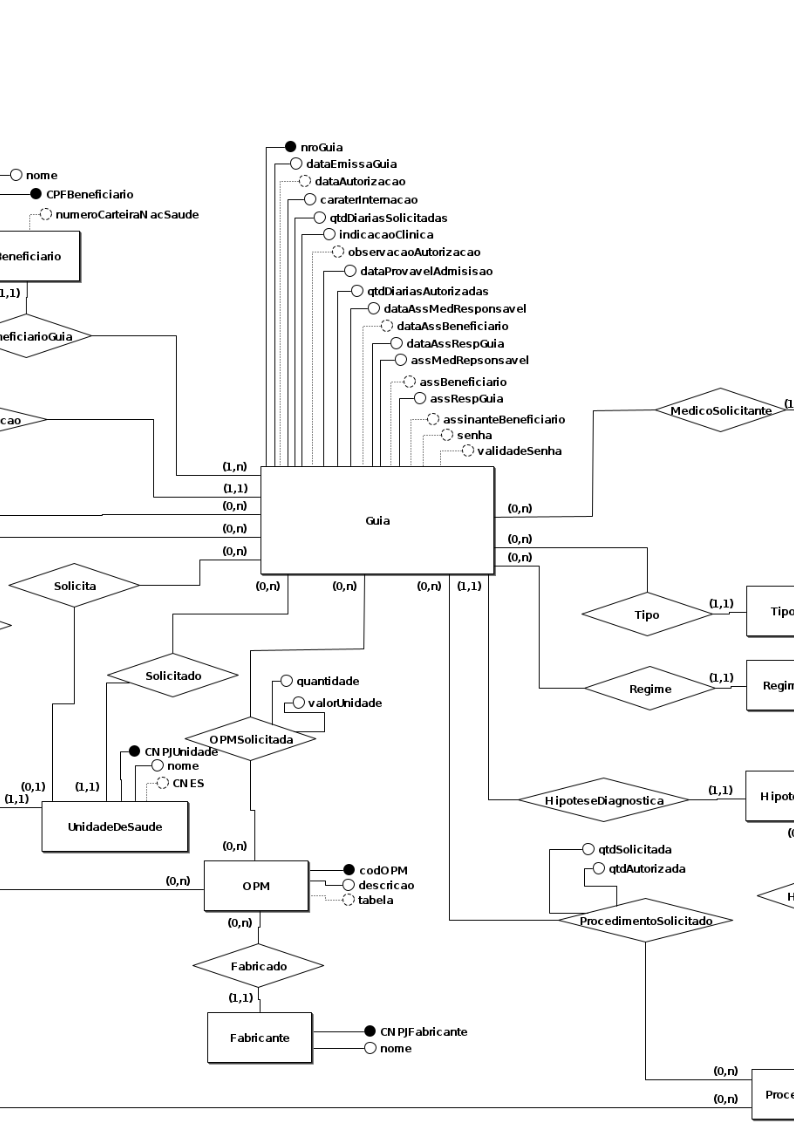 nroGuia
dataEmissaGuia
nome
dataAutorizacao
CPFBeneficiario
caraterInternacao
numeroCarteiraNacSaude
qtdDiariasSolicitadas
indicacaoClinica
observacaoAutorizacao
Beneficiario
dataProvavelAdmisisao
1,1)
qtdDiariasAutorizadas
dataAssMedResponsavel
dataAssBeneficiario
neficiarioGuia
dataAssRespGuia
assMedRepsonsavel
assBeneficiario
assRespGuia
(1
MedicoSolicitante
cao
assinanteBeneficiario
senha
validadeSenha
(1,n)
(1,1)
(0,n)
(0,n)
Guia
(0,n)
(0,n)
(0,n)
(0,n)
Solicita
(0,n)
(0,n)
(0,n)
(1,1)
(1,1)
Tipo
Tipo
Solicitado
(1,1)
quantidade
Regime
Regim
valorUnidade
OPMSolicitada
CNPJUnidade
nome
CNES
(0,1)
(1,1)
(1,1)
(1,1)
HipoteseDiagnostica
Hipote
UnidadeDeSaude
(0
(0,n)
qtdSolicitada
qtdAutorizada
codOPM
(0,n)
OPM
descricao
tabela
H
(0,n)
ProcedimentoSolicitado
Fabricado
(1,1)
CNPJFabricante
Fabricante
nome
(0,n)
Proce
(0,n)